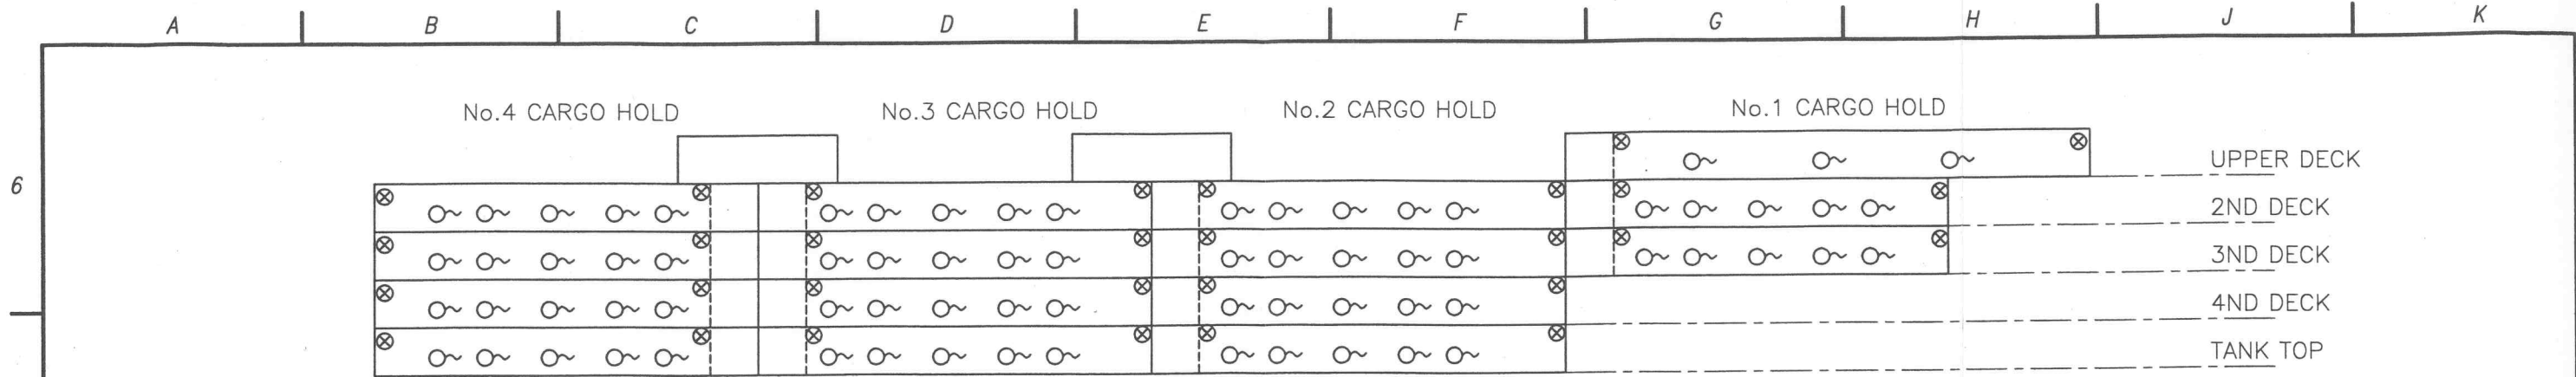 A B C D E F G H J K
No.4 CARGO HOLD No.3 CARGO HOLD No.2 CARGO HOLD No.1 CARGO HOLD
UPPER DECK
6
2ND DECK
3ND DECK
4ND DECK
TANK TOP